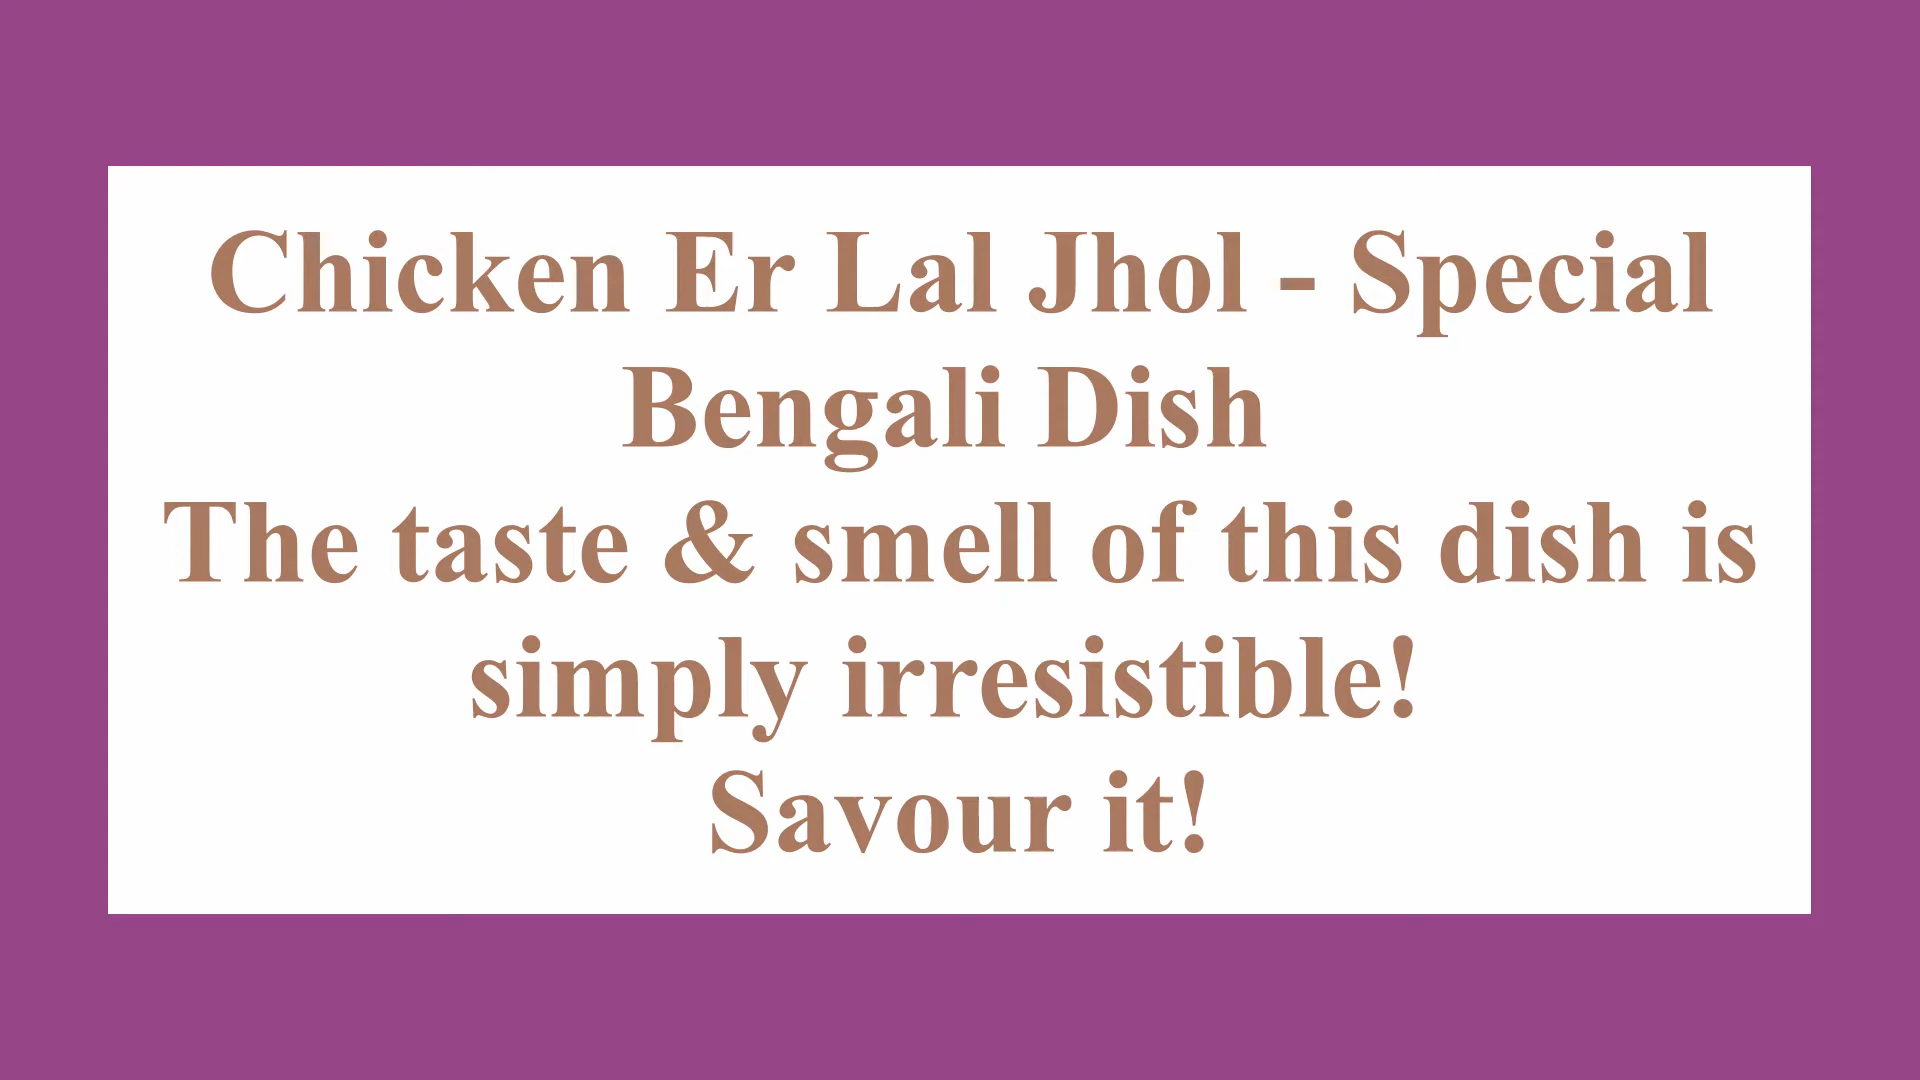 Chicken Er Lal Jhol - Special
Bengali Dish
The taste & smell of this dish is
simply irresistible!
Savour it!